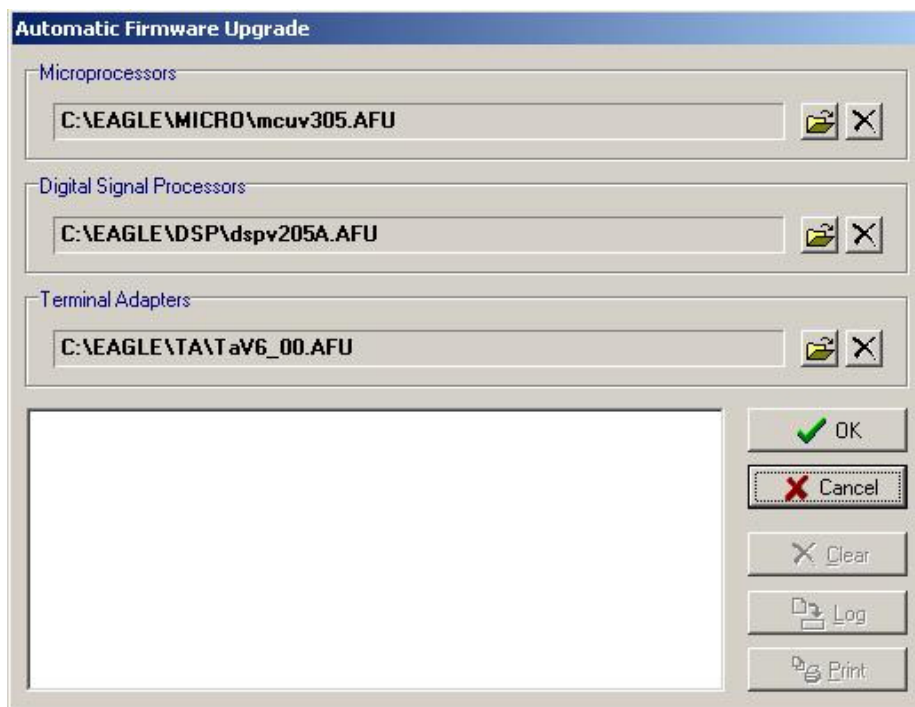 Automatic Firmware Upgrade
Microprocessors
C:\EAGLE\MICRO\mcuv305.AFU
Digital Signal Processors
C:\EAGLE\DSP\dspv205A.AFU
Terminal Adapters
C:\EAGLE\TA\TaV6_00.AFU
OK
Cancel
Clear
Log
Print